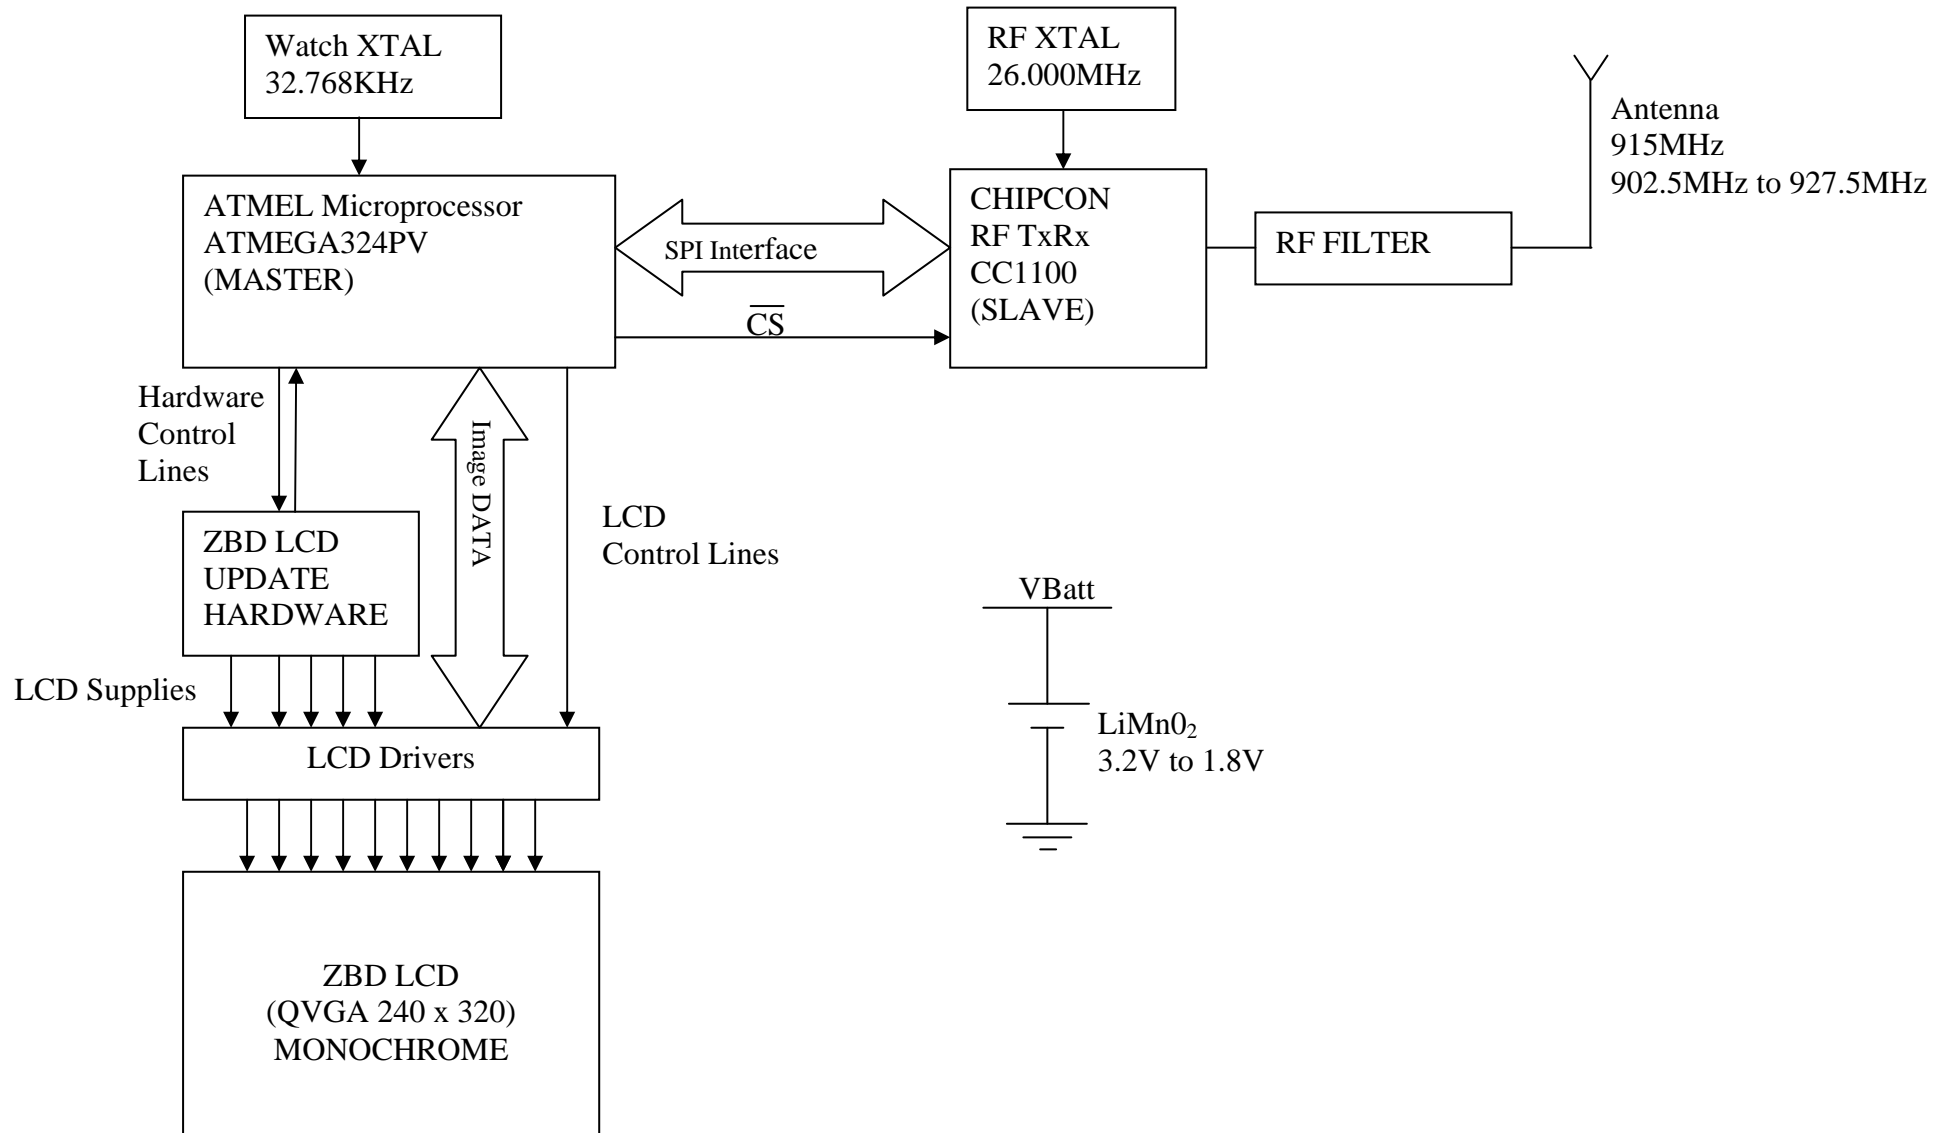 Watch XTAL
32.768KHz
RF XTAL
26.000MHz
Antenna
915MHz
902.5MHz to 927.5MHz
ATMEL Microprocessor
ATMEGA324PV
(MASTER)
SPI Interface
C̅S̅
CHIPCON
RF TxRx
CC1100
(SLAVE)
RF FILTER
Hardware
Control
Lines
Image DATA
LCD
Control Lines
ZBD LCD
UPDATE
HARDWARE
LCD Supplies
LCD Drivers
VBatt
LiMn0₂
3.2V to 1.8V
ZBD LCD
(QVGA 240 x 320)
MONOCHROME